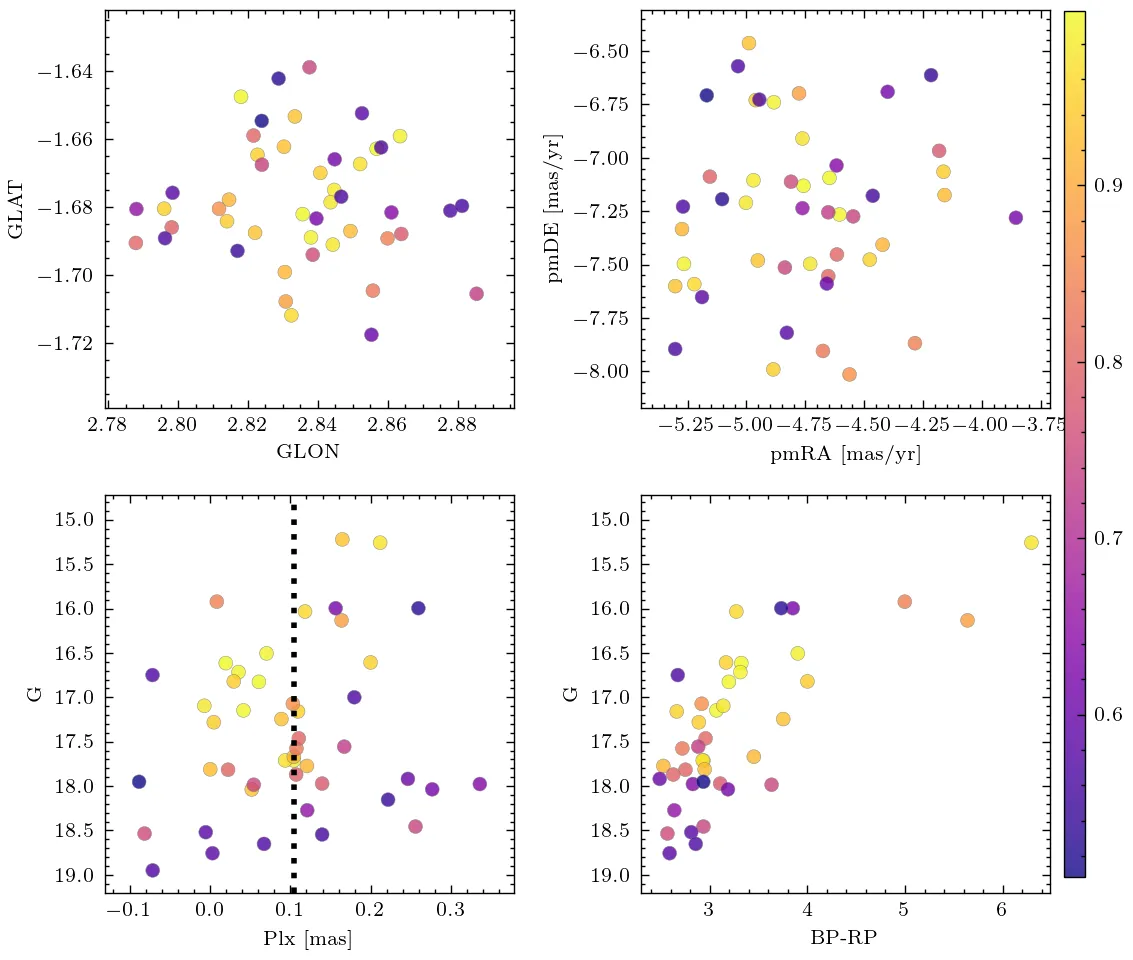 −1.64
−1.66
−1.68
−1.70
−1.72
GLAT
2.78 2.80 2.82 2.84 2.86 2.88
GLON
−6.50
−6.75
−7.00
−7.25
−7.50
−7.75
−8.00
pmDE [mas/yr]
−5.25 −5.00 −4.75 −4.50 −4.25 −4.00 −3.75
pmRA [mas/yr]
0.9
0.8
0.7
0.6
15.0
15.5
16.0
16.5
17.0
17.5
18.0
18.5
19.0
G
−0.1 0.0 0.1 0.2 0.3
Plx [mas]
15.0
15.5
16.0
16.5
17.0
17.5
18.0
18.5
19.0
G
3 4 5 6
BP-RP